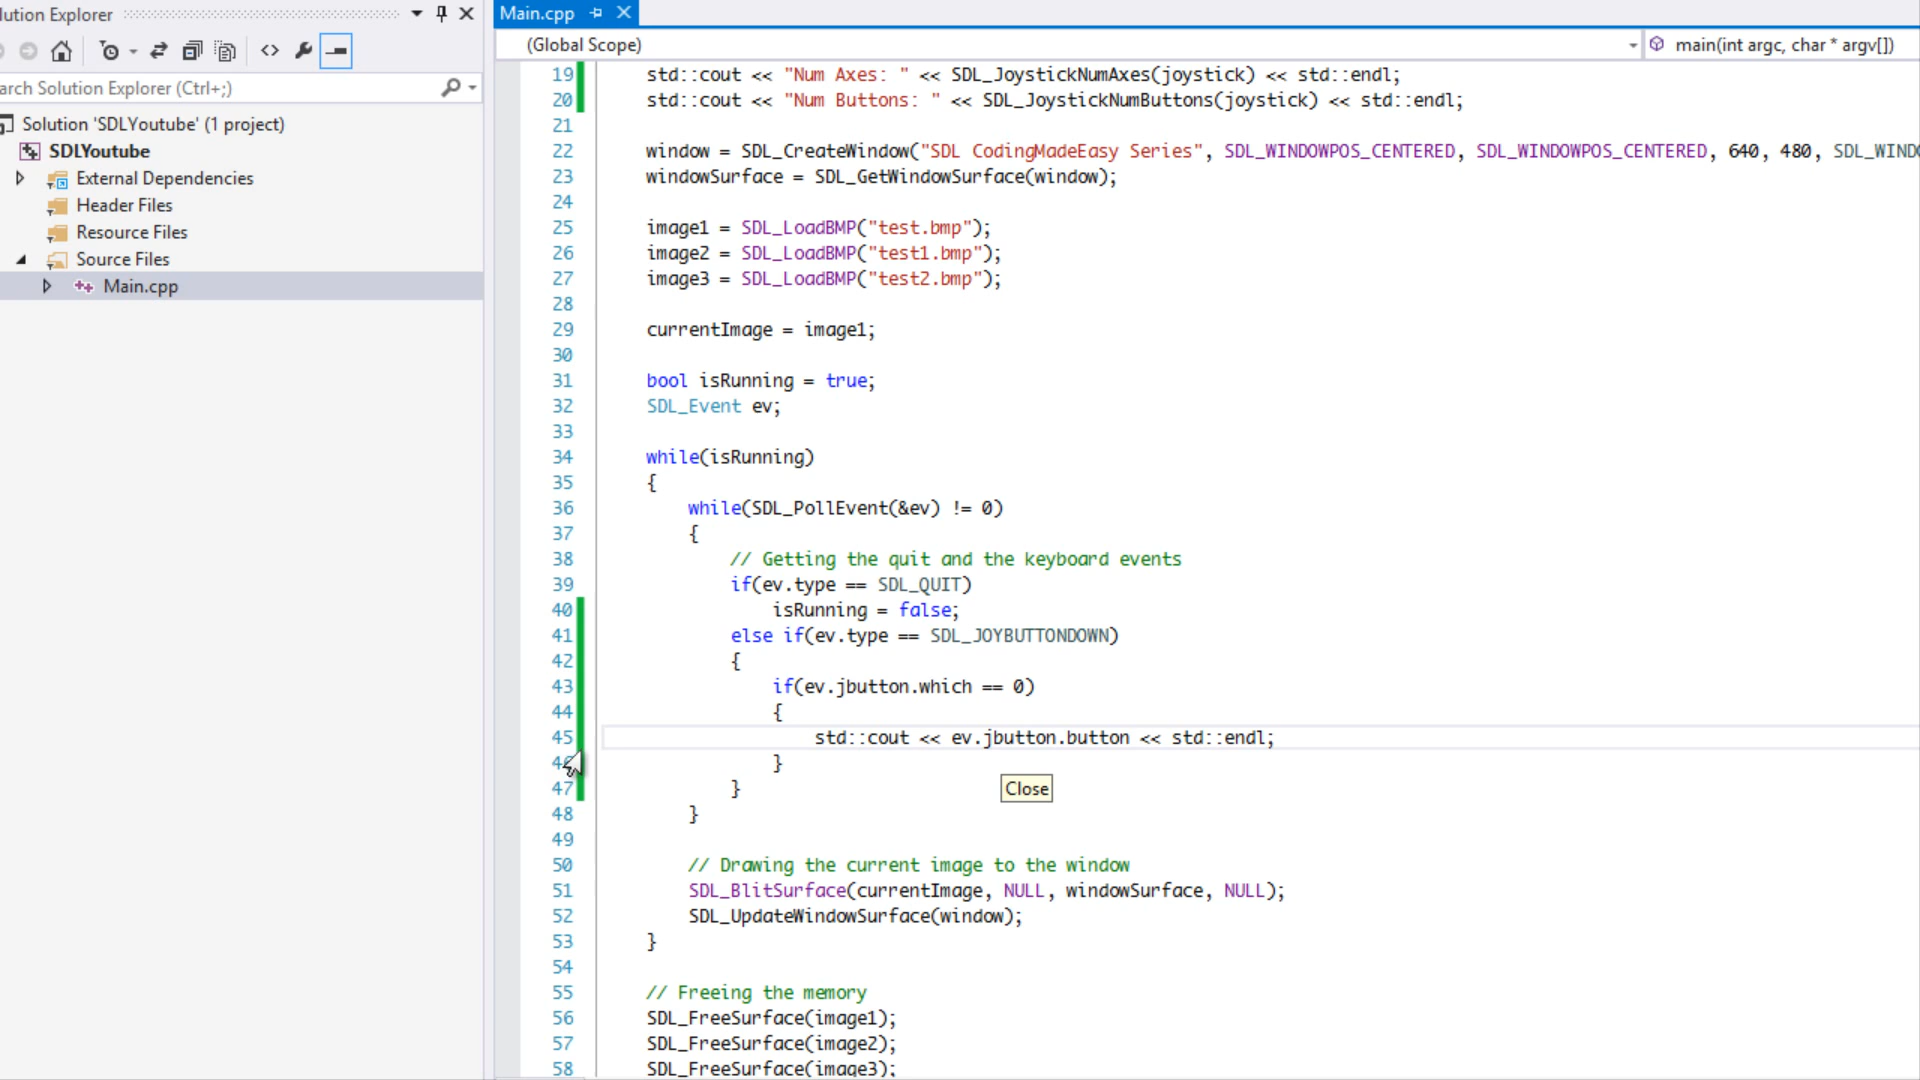 lution Explorer
arch Solution Explorer (Ctrl+;)
Solution 'SDLYoutube' (1 project)
SDLYoutube
External Dependencies
Header Files
Resource Files
Source Files
Main.cpp
Main.cpp
(Global Scope)
main(int argc, char * argv[])
19 std::cout << "Num Axes: " << SDL_JoystickNumAxes(joystick) << std::endl;
20 std::cout << "Num Buttons: " << SDL_JoystickNumButtons(joystick) << std::endl;
21
22 window = SDL_CreateWindow("SDL CodingMadeEasy Series", SDL_WINDOWPOS_CENTERED, SDL_WINDOWPOS_CENTERED, 640, 480, SDL_WINDO
23 windowSurface = SDL_GetWindowSurface(window);
24
25 image1 = SDL_LoadBMP("test.bmp");
26 image2 = SDL_LoadBMP("test1.bmp");
27 image3 = SDL_LoadBMP("test2.bmp");
28
29 currentImage = image1;
30
31 bool isRunning = true;
32 SDL_Event ev;
33
34 while(isRunning)
35 {
36 while(SDL_PollEvent(&ev) != 0)
37 {
38 // Getting the quit and the keyboard events
39 if(ev.type == SDL_QUIT)
40 isRunning = false;
41 else if(ev.type == SDL_JOYBUTTONDOWN)
42 {
43 if(ev.jbutton.which == 0)
44 {
45 std::cout << ev.jbutton.button << std::endl;
46 }
Close
47 }
48 }
49
50 // Drawing the current image to the window
51 SDL_BlitSurface(currentImage, NULL, windowSurface, NULL);
52 SDL_UpdateWindowSurface(window);
53 }
54
55 // Freeing the memory
56 SDL_FreeSurface(image1);
57 SDL_FreeSurface(image2);
58 SDL_FreeSurface(image3);